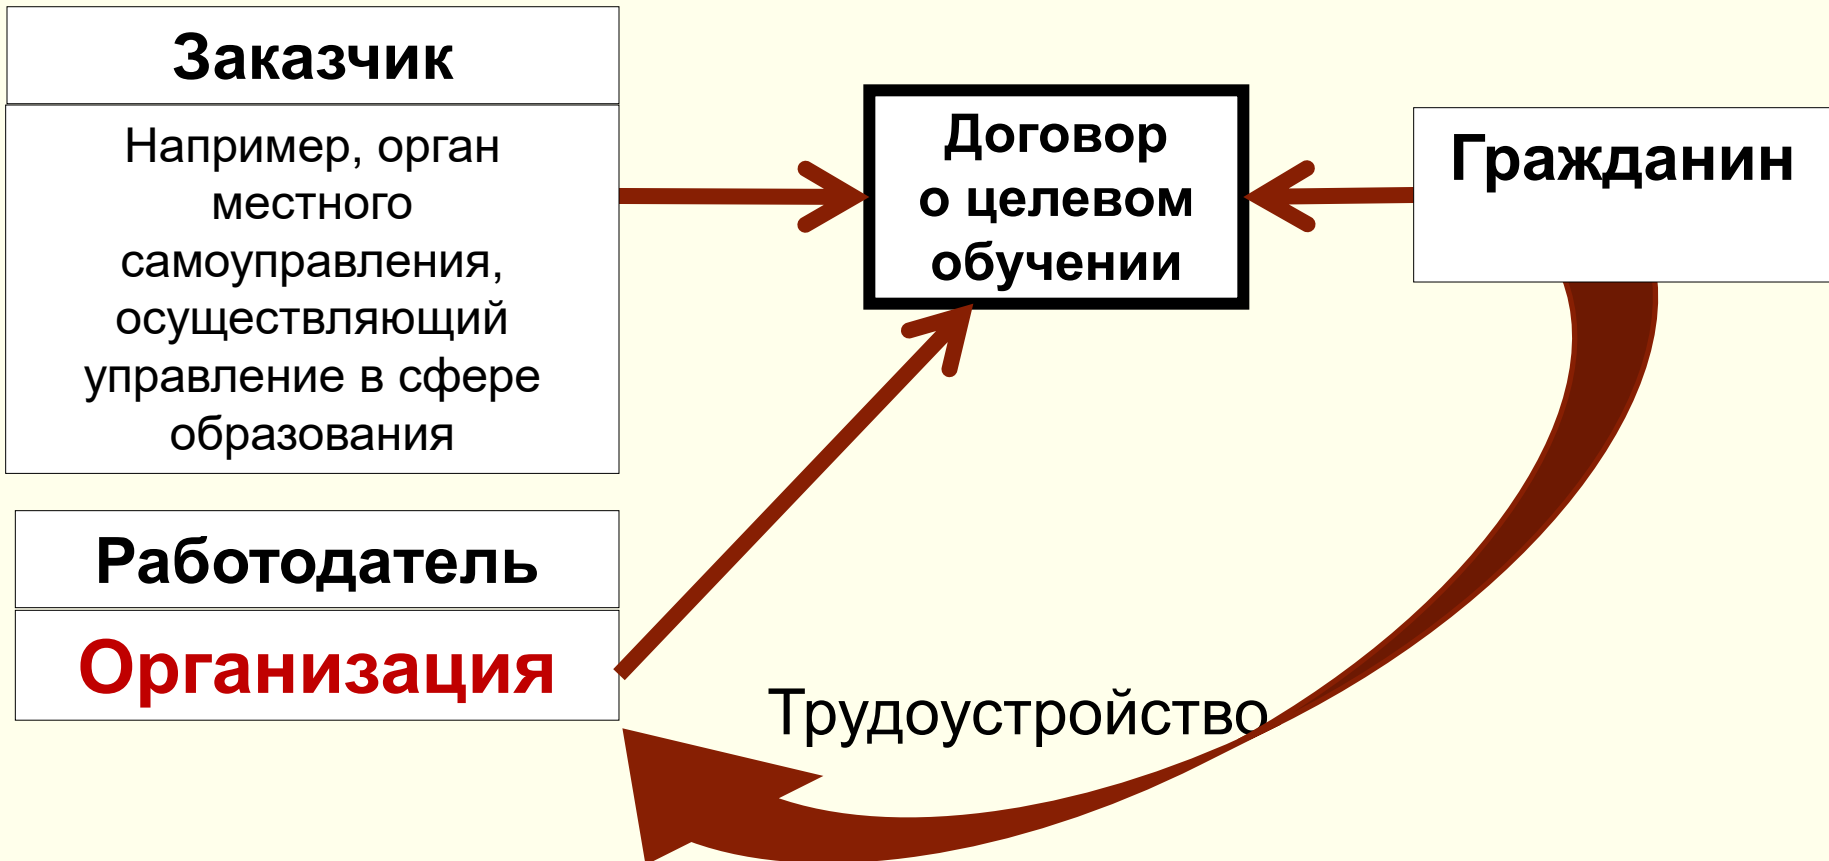 Заказчик
Например, орган
местного
самоуправления,
осуществляющий
управление в сфере
образования
Договор
о целевом
обучении
Гражданин
Работодатель
Организация
Трудоустройство